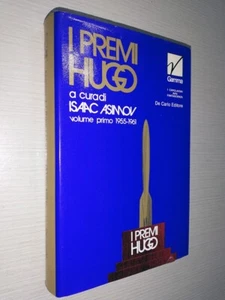 I PREMI
HUGO
a cura di
ISAAC ASIMOV
volume primo 1955-1961
Gamma
De Carlo Editore
I PREMI
HUGO